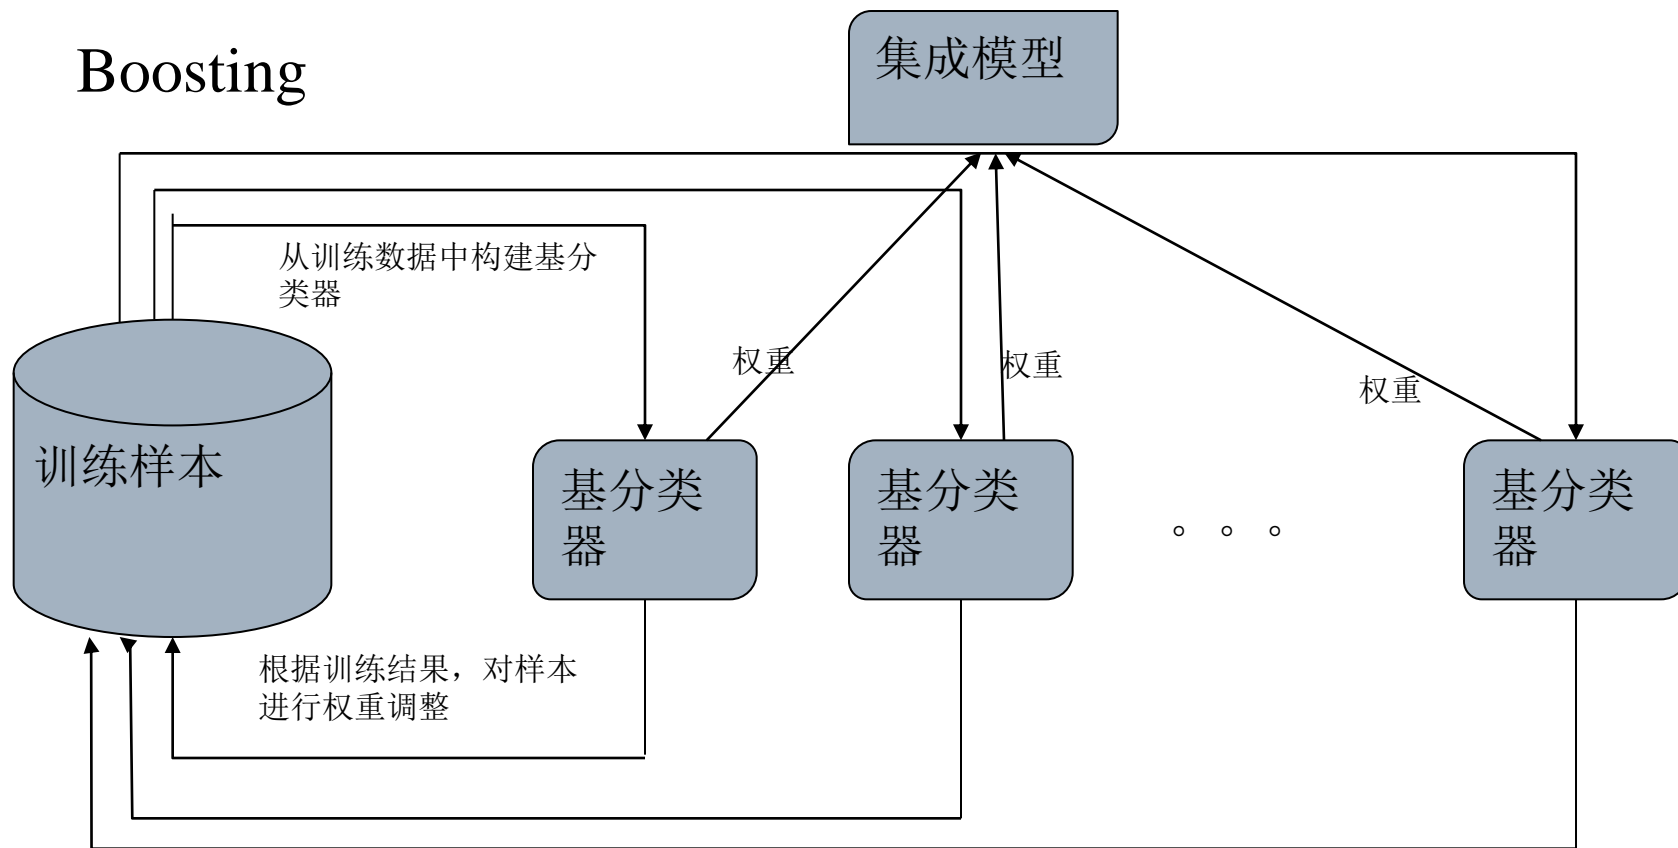 Boosting
集成模型
从训练数据中构建基分
类器
权重
权重
权重
训练样本
基分类
器
基分类
器
。。。
基分类
器
根据训练结果，对样本
进行权重调整